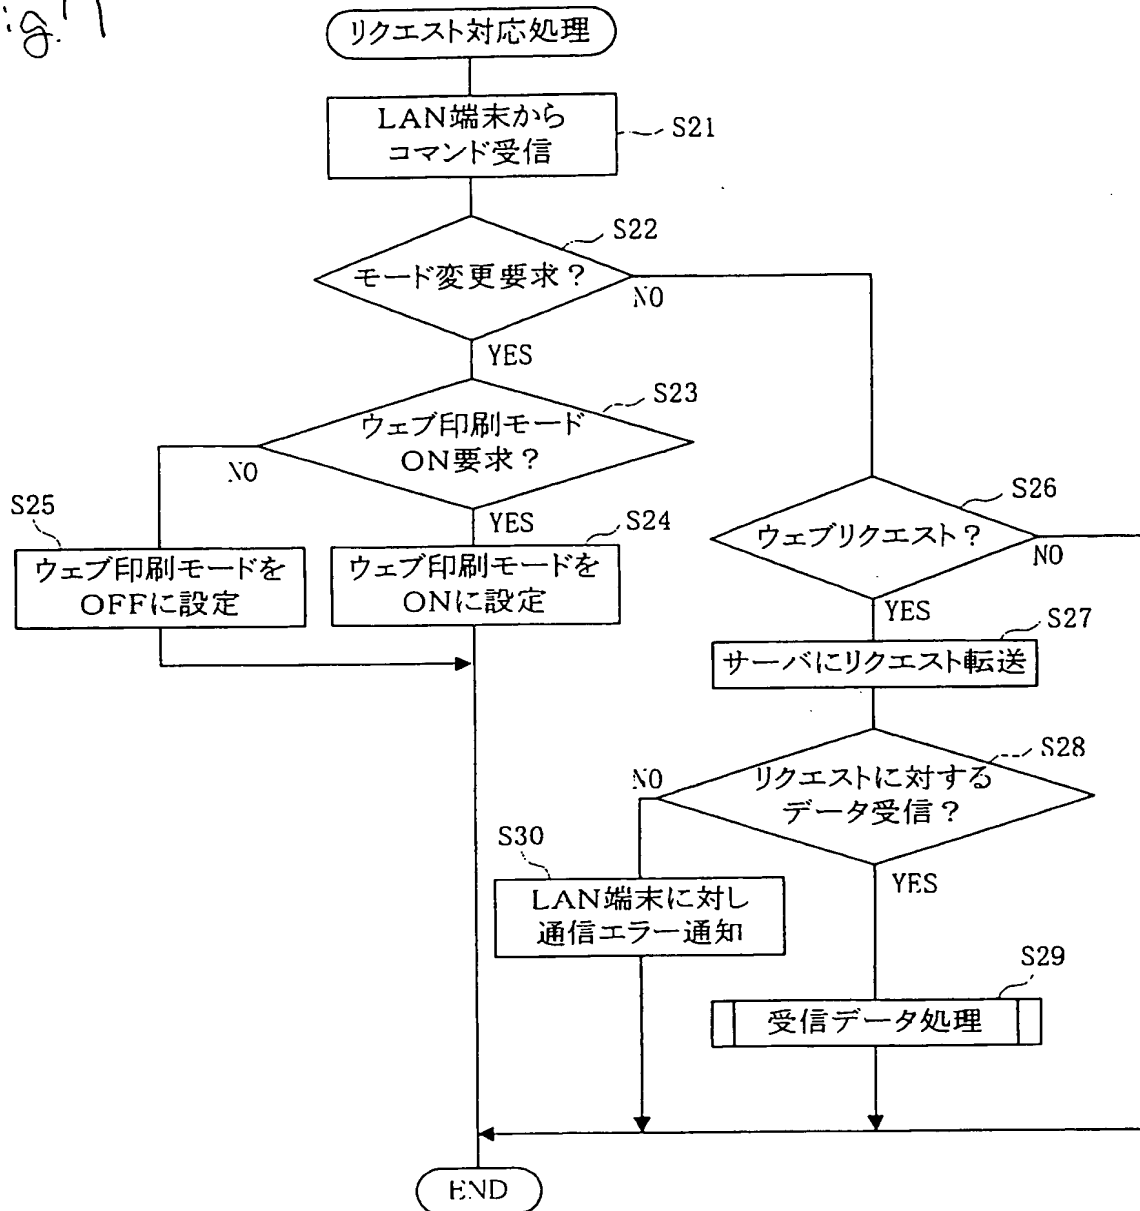 ig.7
リクエスト対応処理
LAN端末から
コマンド受信
S21
S22
モード変更要求？
NO
YES
S23
ウェブ印刷モード
ON要求？
NO
YES
S25
ウェブ印刷モードを
OFFに設定
S24
ウェブ印刷モードを
ONに設定
S26
ウェブリクエスト？
NO
YES
S27
サーバにリクエスト転送
S28
リクエストに対する
データ受信？
NO
YES
S30
LAN端末に対し
通信エラー通知
S29
受信データ処理
END